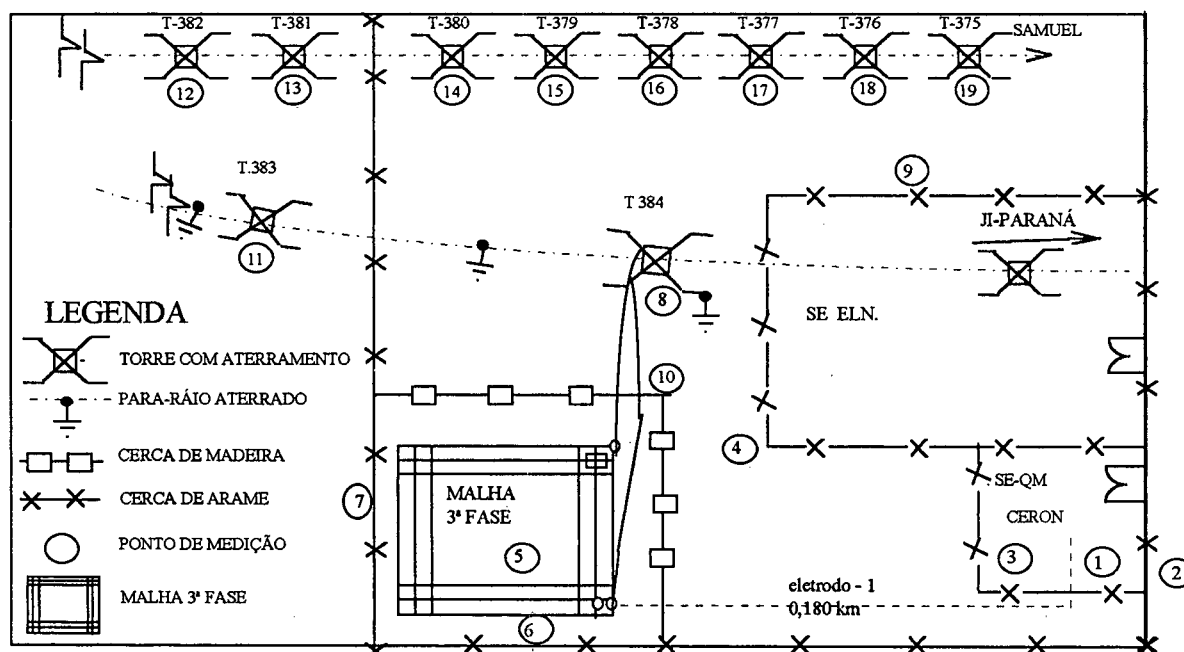 T-382 T-381 T-380 T-379 T-378 T-377 T-376 T-375
SAMUEL
12 13 14 15 16 17 18 19
T.383
9
T 384
JI-PARANÁ
11
8
LEGENDA
SE ELN.
TORRE COM ATERRAMENTO
10
PARA-RÁIO ATERRADO
4
CERCA DE MADEIRA
SE-QM
7
MALHA
3ª FASE
CERCA DE ARAME
CERON
PONTO DE MEDIÇÃO
5
3
1
2
eletrodo - 1
0,180 km
MALHA 3ª FASE
6